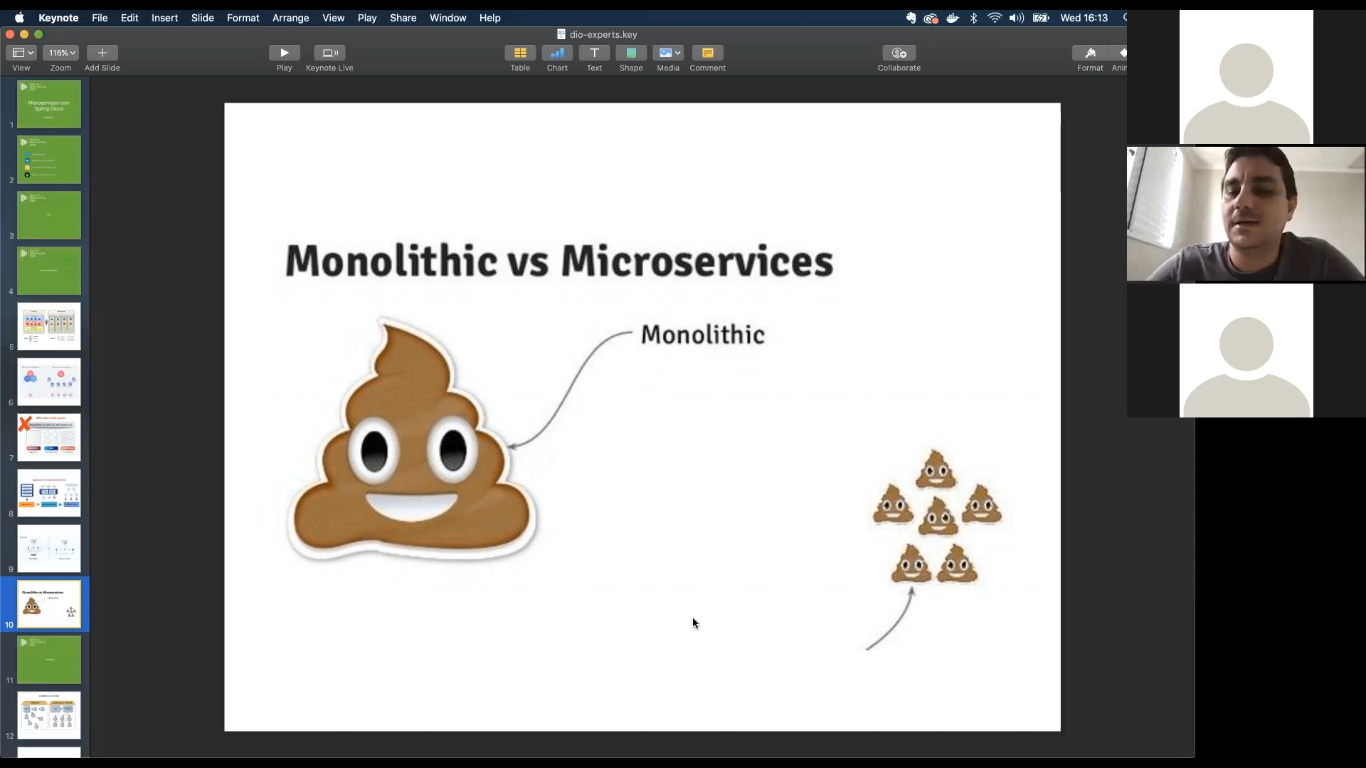 Keynote File Edit Insert Slide Format Arrange View Play Share Window Help Wed 16:13
dio-experts.key
115%
View Zoom Add Slide Play Keynote Live Table Chart Text Shape Media Comment Collaborate Format
Microservices com
Spring Cloud
1
2
3
4
5
6
7
8
9
10
11
12
Monolithic vs Microservices
Monolithic